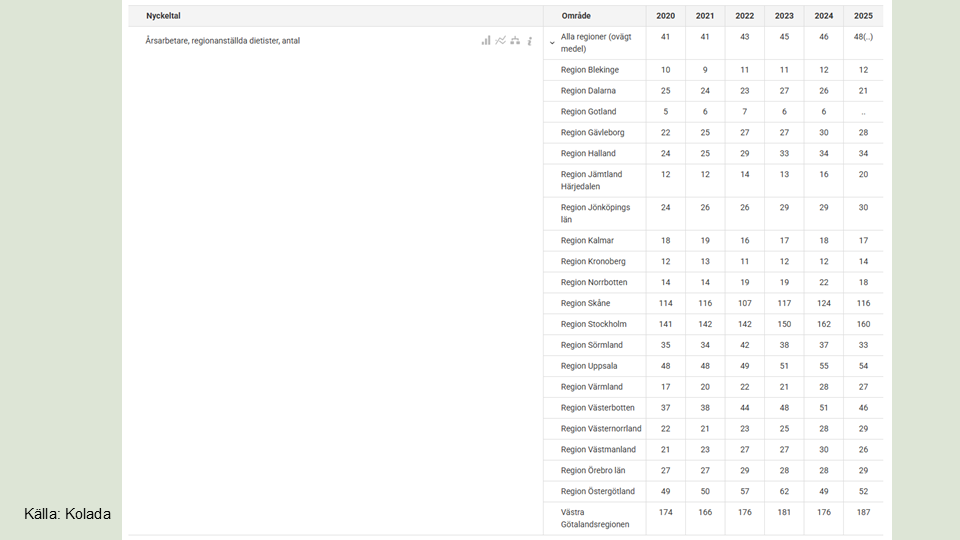 Nyckeltal Område 2020 2021 2022 2023 2024 2025
Årsarbetare, regionanställda dietister, antal
Alla regioner (ovägt 41 41 43 45 46 48(..)
medel)
Region Blekinge 10 9 11 11 12 12
Region Dalarna 25 24 23 27 26 21
Region Gotland 5 6 7 6 6 ..
Region Gävleborg 22 25 27 27 30 28
Region Halland 24 25 29 33 34 34
Region Jämtland 12 12 14 13 16 20
Härjedalen
Region Jönköpings 24 26 26 29 29 30
län
Region Kalmar 18 19 16 17 18 17
Region Kronoberg 12 13 11 12 12 14
Region Norrbotten 14 14 19 19 22 18
Region Skåne 114 116 107 117 124 116
Region Stockholm 141 142 142 150 162 160
Region Sörmland 35 34 42 38 37 33
Region Uppsala 48 48 49 51 55 54
Region Värmland 17 20 22 21 28 27
Region Västerbotten 37 38 44 48 51 46
Region Västernorrland 22 21 23 25 28 29
Region Västmanland 21 23 27 27 30 26
Region Örebro län 27 27 29 28 28 29
Region Östergötland 49 50 57 62 49 52
Västra 174 166 176 181 176 187
Götalandsregionen
Källa: Kolada